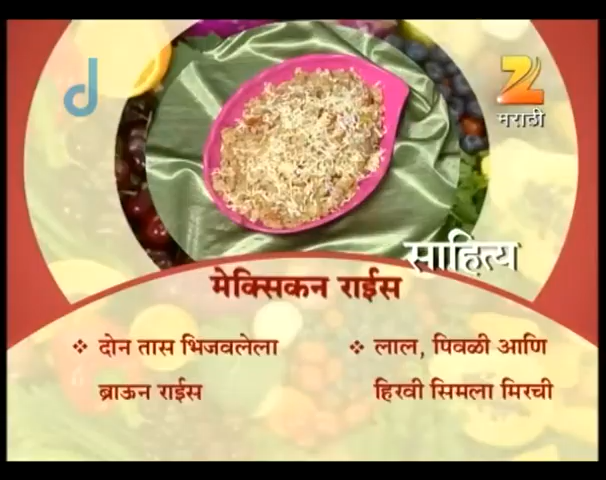 मराठी
साहित्य
मेक्सिकन राईस
❖ दोन तास भिजवलेला
ब्राऊन राईस
❖ लाल, पिवळी आणि
हिरवी सिमला मिरची